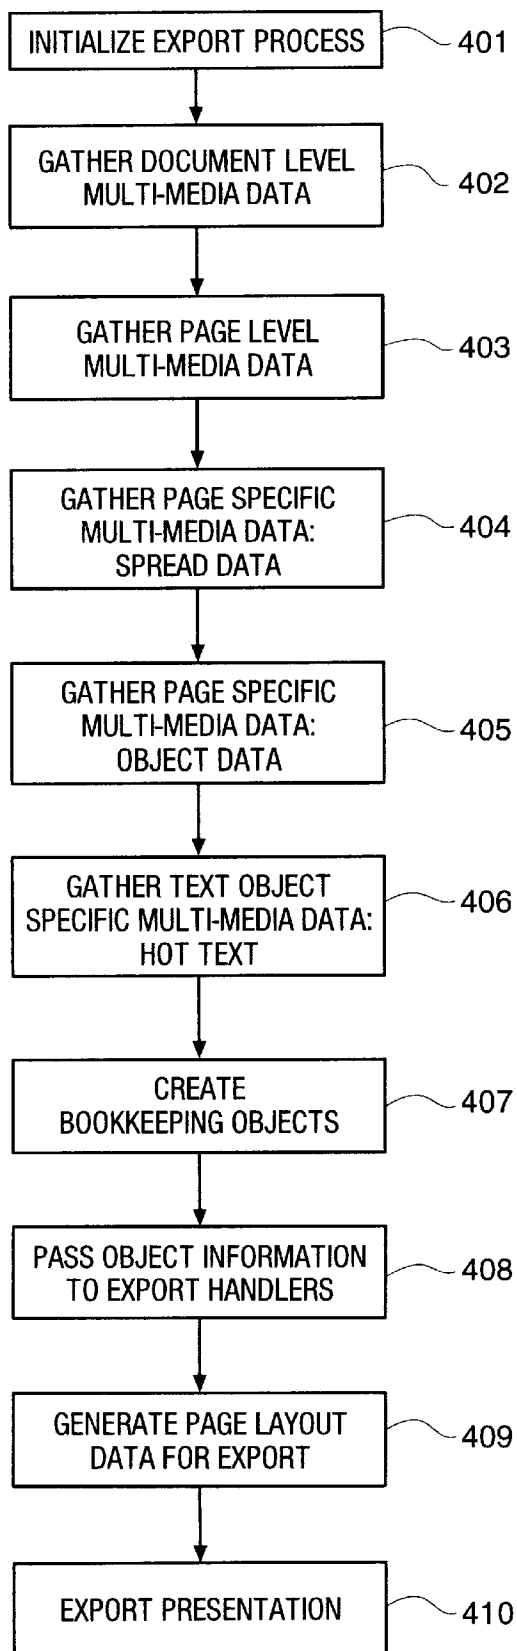 INITIALIZE EXPORT PROCESS
401
GATHER DOCUMENT LEVEL
MULTI-MEDIA DATA
402
GATHER PAGE LEVEL
MULTI-MEDIA DATA
403
GATHER PAGE SPECIFIC
MULTI-MEDIA DATA:
SPREAD DATA
404
GATHER PAGE SPECIFIC
MULTI-MEDIA DATA:
OBJECT DATA
405
GATHER TEXT OBJECT
SPECIFIC MULTI-MEDIA DATA:
HOT TEXT
406
CREATE
BOOKKEEPING OBJECTS
407
PASS OBJECT INFORMATION
TO EXPORT HANDLERS
408
GENERATE PAGE LAYOUT
DATA FOR EXPORT
409
EXPORT PRESENTATION
410